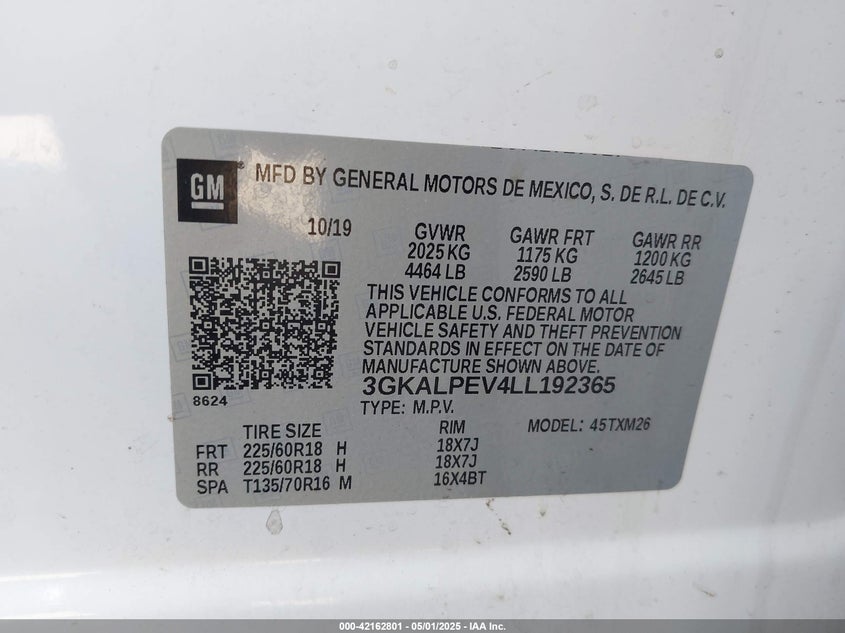 GM
MFD BY GENERAL MOTORS DE MEXICO, S. DE R.L. DE C.V.
10/19
GVWR GAWR FRT GAWR RR
2025 KG 1175 KG 1200 KG
4464 LB 2590 LB 2645 LB
THIS VEHICLE CONFORMS TO ALL
APPLICABLE U.S. FEDERAL MOTOR
VEHICLE SAFETY AND THEFT PREVENTION
STANDARDS IN EFFECT ON THE DATE OF
MANUFACTURE SHOWN ABOVE.
3GKALPEV4LL192365
8624
TYPE: M.P.V.
TIRE SIZE RIM MODEL: 45TXM26
FRT 225/60R18 H 18X7J
RR 225/60R18 H 18X7J
SPA T135/70R16 M 16X4BT
000-42162801 - 05/01/2025 - IAA Inc.